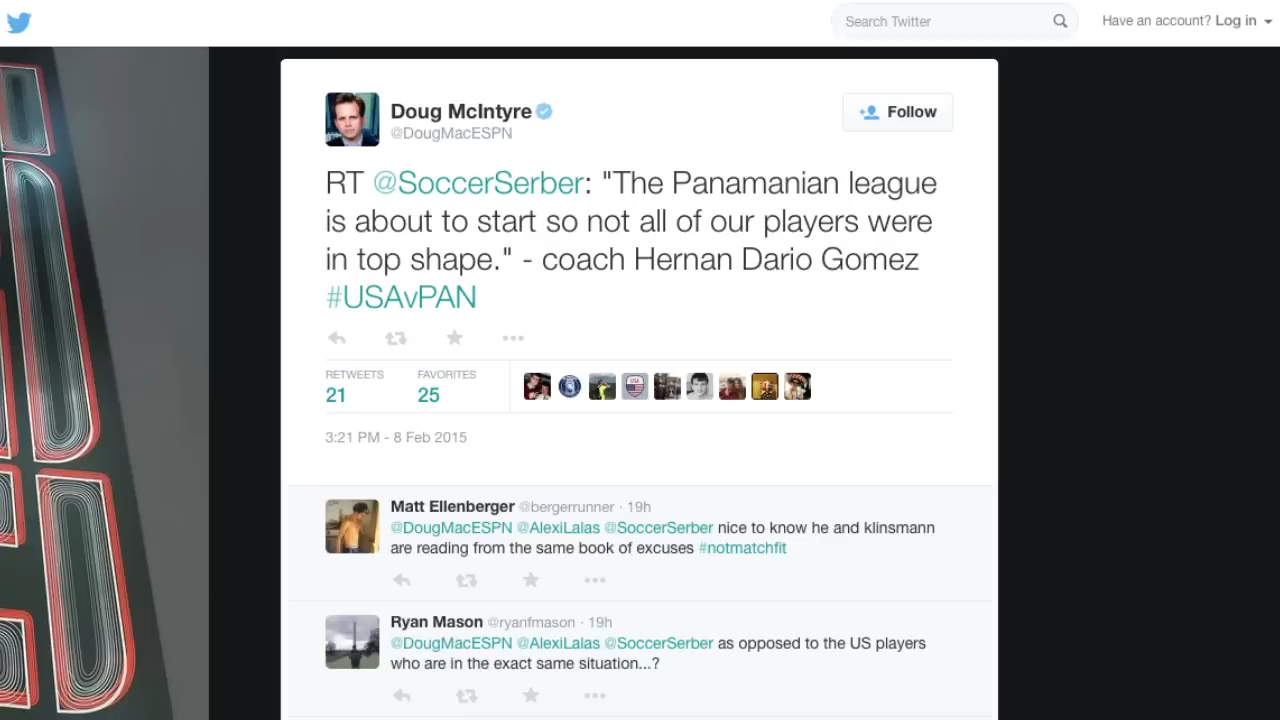 Search Twitter
Have an account? Log in
Doug McIntyre
@DougMacESPN
Follow
RT @SoccerSerber: "The Panamanian league
is about to start so not all of our players were
in top shape." - coach Hernan Dario Gomez
#USAvPAN
RETWEETS
21
FAVORITES
25
3:21 PM - 8 Feb 2015
Matt Ellenberger @bergerrunner · 19h
@DougMacESPN @AlexiLalas @SoccerSerber nice to know he and klinsmann
are reading from the same book of excuses #notmatchfit
Ryan Mason @ryanfmason · 19h
@DougMacESPN @AlexiLalas @SoccerSerber as opposed to the US players
who are in the exact same situation...?